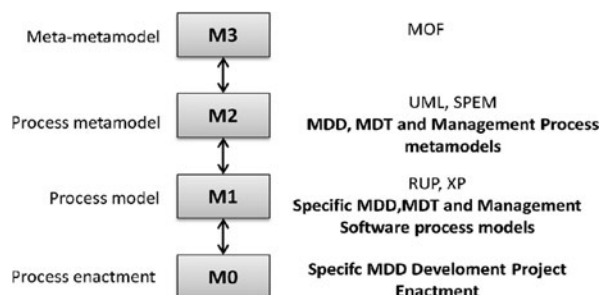 Meta-metamodel M3 MOF
Process metamodel M2 UML, SPEM
MDD, MDT and Management Process
metamodels
Process model M1 RUP, XP
Specific MDD,MDT and Management
Software process models
Process enactment M0 Specifc MDD Develoment Project
Enactment